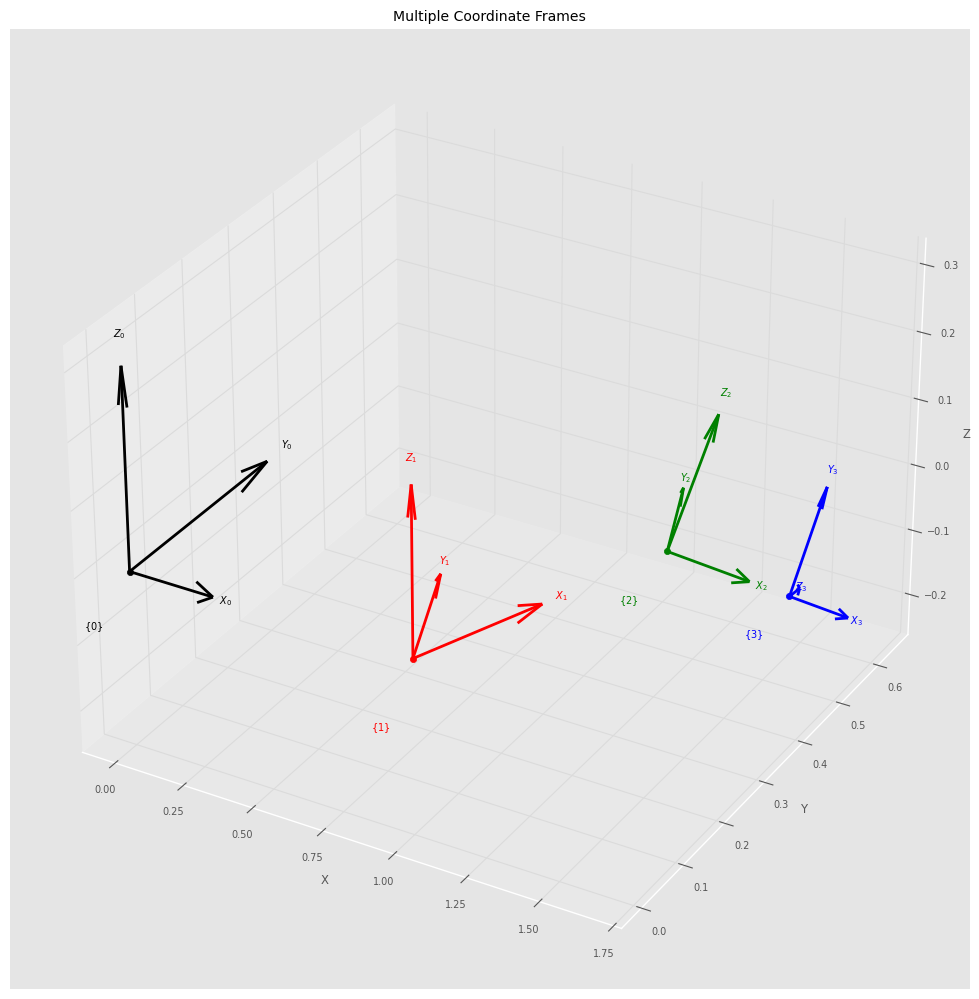 Multiple Coordinate Frames
Z₀
Y₀
X₀
{0}
Z₁
Y₁
X₁
{1}
Z₂
Y₂
X₂
{2}
Y₃
Z₃
X₃
{3}
0.3
0.2
0.1
0.0
−0.1
−0.2
Z
0.6
0.5
0.4
0.3
0.2
0.1
0.0
Y
0.00
0.25
0.50
0.75
1.00
1.25
1.50
1.75
X